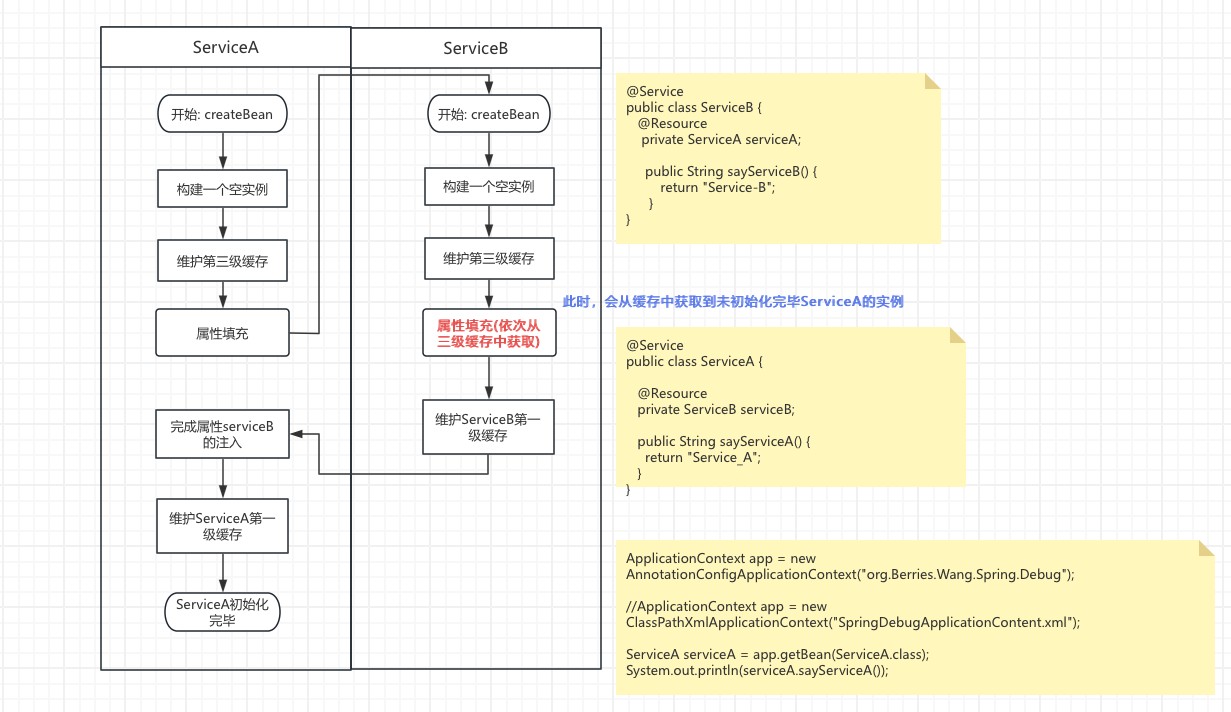 ServiceA
开始: createBean
构建一个空实例
维护第三级缓存
属性填充
完成属性serviceB
的注入
维护ServiceA第一
级缓存
ServiceA初始化
完毕
ServiceB
开始: createBean
构建一个空实例
维护第三级缓存
属性填充(依次从
三级缓存中获取)
维护ServiceB第一
级缓存
@Service
public class ServiceB {
@Resource
private ServiceA serviceA;
public String sayServiceB() {
return "Service-B";
}
}
此时，会从缓存中获取到未初始化完毕ServiceA的实例
@Service
public class ServiceA {
@Resource
private ServiceB serviceB;
public String sayServiceA() {
return "Service_A";
}
}
ApplicationContext app = new
AnnotationConfigApplicationContext("org.Berries.Wang.Spring.Debug");
//ApplicationContext app = new
ClassPathXmlApplicationContext("SpringDebugApplicationContent.xml");
ServiceA serviceA = app.getBean(ServiceA.class);
System.out.println(serviceA.sayServiceA());